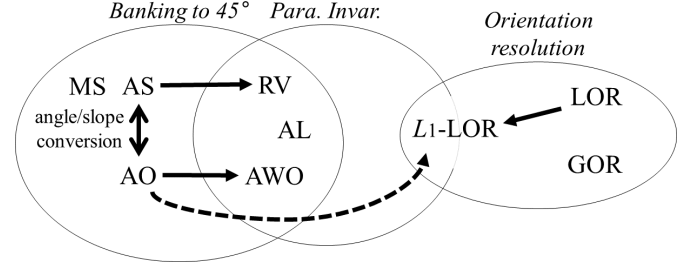 Banking to 45° Para. Invar.
Orientation
resolution
MS AS RV
angle/slope
conversion
AL
AO AWO
L1-LOR
LOR
GOR